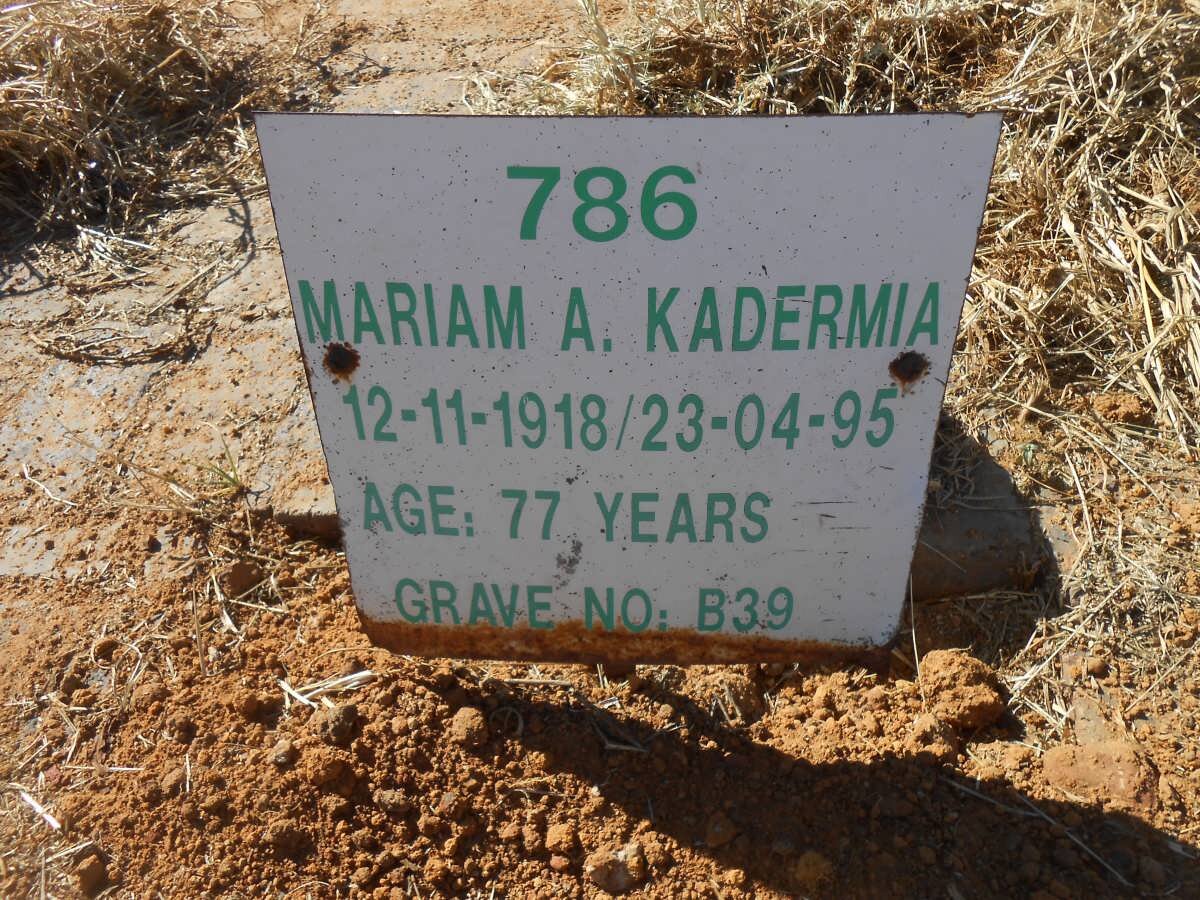 786
MARIAM A. KADERMIA
12-11-1918/23-04-95
AGE: 77 YEARS
GRAVE NO: B39